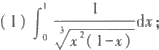 (1) ∫₀¹ 1/∛(x²(1-x)) dx;